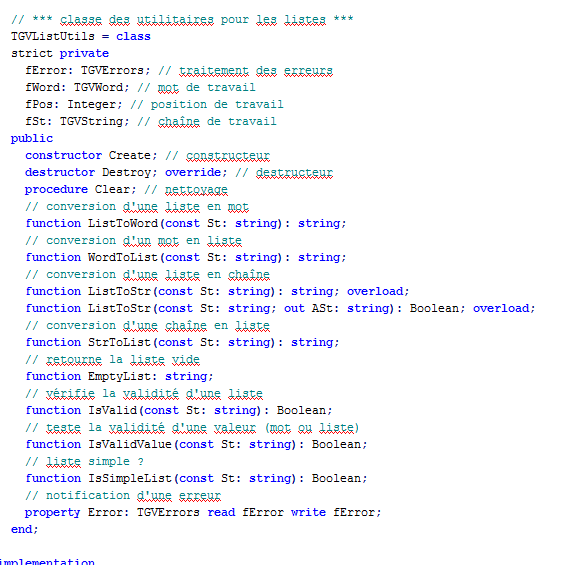 // *** classe des utilitaires pour les listes ***
TGVListUtils = class
strict private
fError: TGVErrors; // traitement des erreurs
fWord: TGVWord; // mot de travail
fPos: Integer; // position de travail
fSt: TGVString; // chaîne de travail
public
constructor Create; // constructeur
destructor Destroy; override; // destructeur
procedure Clear; // nettoyage
// conversion d'une liste en mot
function ListToWord(const St: string): string;
// conversion d'un mot en liste
function WordToList(const St: string): string;
// conversion d'une liste en chaîne
function ListToStr(const St: string): string; overload;
function ListToStr(const St: string; out ASt: string): Boolean; overload;
// conversion d'une chaîne en liste
function StrToList(const St: string): string;
// retourne la liste vide
function EmptyList: string;
// vérifie la validité d'une liste
function IsValid(const St: string): Boolean;
// teste la validité d'une valeur (mot ou liste)
function IsValidValue(const St: string): Boolean;
// liste simple ?
function IsSimpleList(const St: string): Boolean;
// notification d'une erreur
property Error: TGVErrors read fError write fError;
end;
implementation